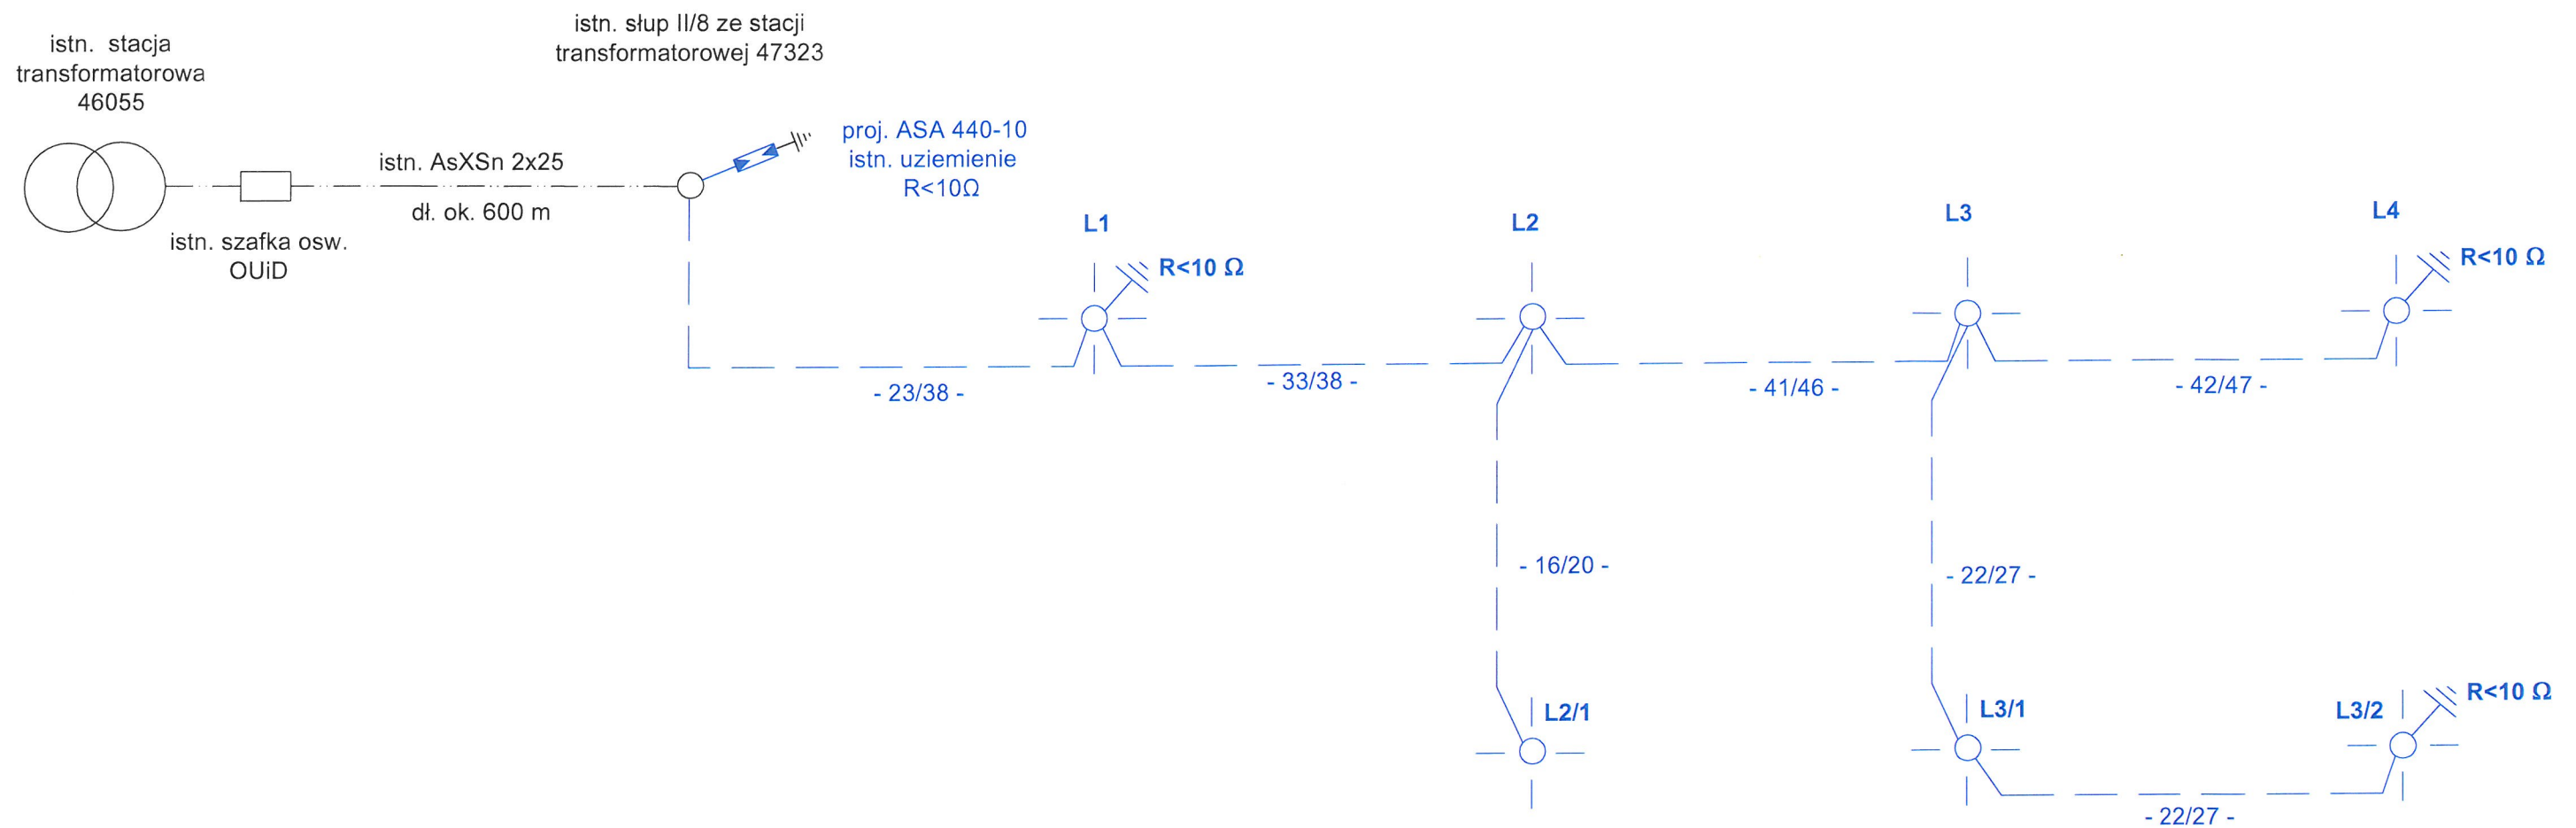 istn. stacja
transformatorowa
46055
istn. słup II/8 ze stacji
transformatorowej 47323
istn. AsXSn 2x25
dł. ok. 600 m
istn. szafka osw.
OUiD
proj. ASA 440-10
istn. uziemienie
R<10Ω
L1
R<10 Ω
L2
L3
L4
R<10 Ω
- 23/38 -
- 33/38 -
- 41/46 -
- 42/47 -
- 16/20 -
- 22/27 -
L2/1
L3/1
L3/2
R<10 Ω
- 22/27 -